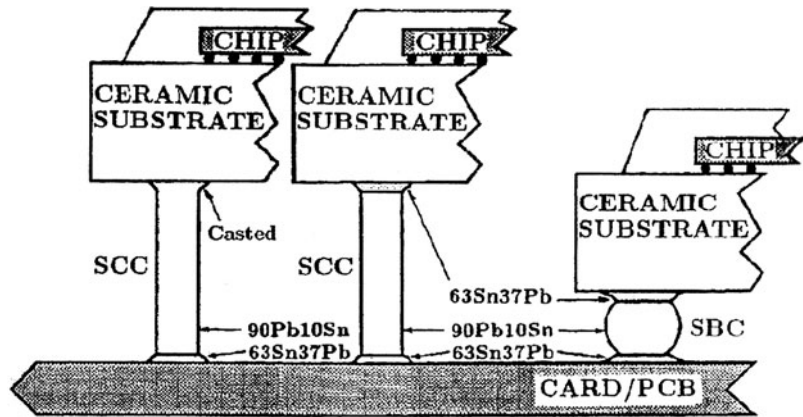 CHIP
CERAMIC
SUBSTRATE
Casted
SCC
90Pb10Sn
63Sn37Pb
CHIP
CERAMIC
SUBSTRATE
SCC
63Sn37Pb
90Pb10Sn
63Sn37Pb
CHIP
CERAMIC
SUBSTRATE
SBC
CARD/PCB